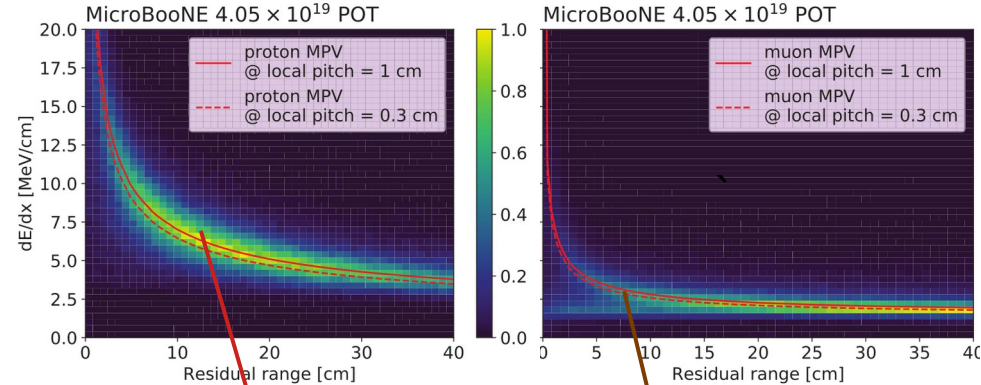 MicroBooNE 4.05 × 10¹⁹ POT
dE/dx [MeV/cm]
20.0
17.5
15.0
12.5
10.0
7.5
5.0
2.5
0.0
proton MPV
@ local pitch = 1 cm
proton MPV
@ local pitch = 0.3 cm
0 10 20 30 40
Residual range [cm]
1.0
0.8
0.6
0.4
0.2
0.0
MicroBooNE 4.05 × 10¹⁹ POT
muon MPV
@ local pitch = 1 cm
muon MPV
@ local pitch = 0.3 cm
0 5 10 15 20 25 30 35 40
Residual range [cm]